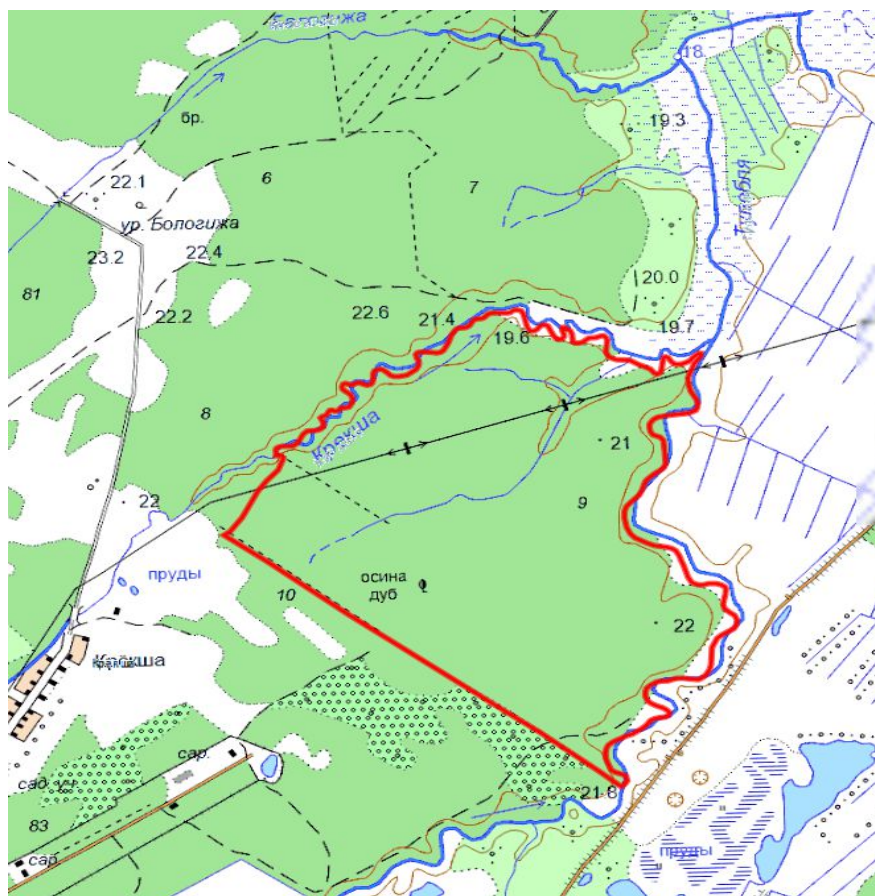 Бологижа
18.
бр.
19.3
22.1
6
7
Тигобля
ур. Бологижа
22.4
23.2
20.0
81
22.2
22.6
21.4
19.7
19.6
8
Крекша
21
22
9
пруды
осина
дуб
10
22
Крекша
сар.
21.8
сад
83
пруды
сар.